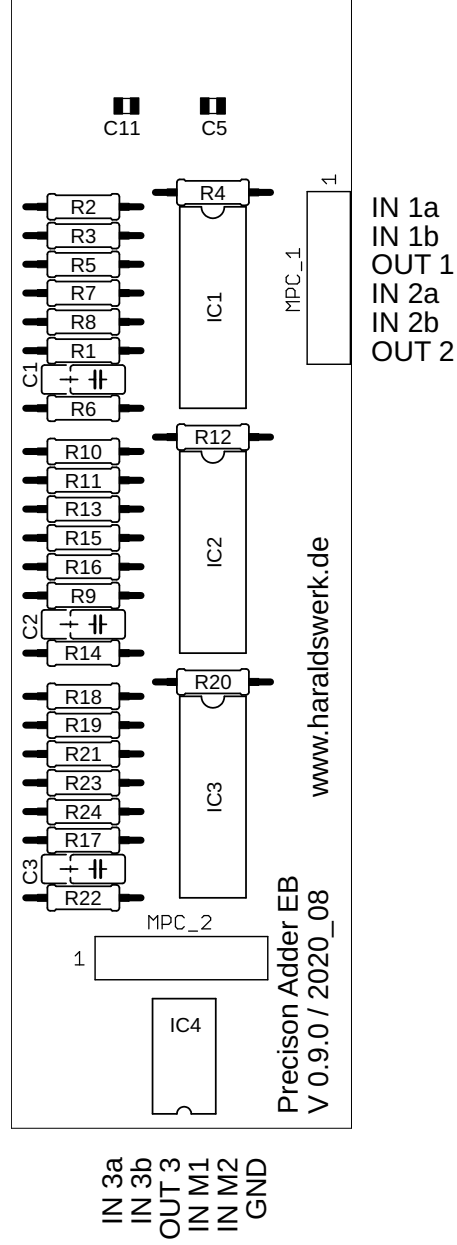 C11
C5
1
R4
R2
IN 1a
R3
IN 1b
R5
OUT 1
R7
IN 2a
MPC_1
IC1
R8
IN 2b
R1
OUT 2
C1
R6
R12
R10
R11
R13
R15
IC2
R16
R9
C2
R14
www.haraldswerk.de
R20
R18
R19
R21
R23
IC3
R24
R17
C3
R22
MPC_2
1
IC4
Precison Adder EB
V 0.9.0 / 2020_08
IN 3a
IN 3b
OUT 3
IN M1
IN M2
GND